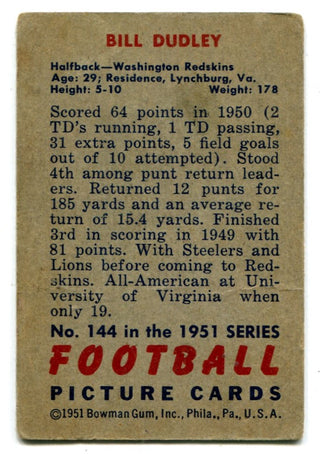 BILL DUDLEY
Halfback—Washington Redskins
Age: 29; Residence, Lynchburg, Va.
Height: 5-10 Weight: 178
Scored 64 points in 1950 (2
TD's running, 1 TD passing,
31 extra points, 5 field goals
out of 10 attempted). Stood
4th among punt return lead-
ers. Returned 12 punts for
185 yards and an average re-
turn of 15.4 yards. Finished
3rd in scoring in 1949 with
81 points. With Steelers and
Lions before coming to Red-
skins. All-American at Uni-
versity of Virginia when
only 19.
No. 144 in the 1951 SERIES
FOOTBALL
PICTURE CARDS
©1951 Bowman Gum, Inc., Phila., Pa., U.S.A.